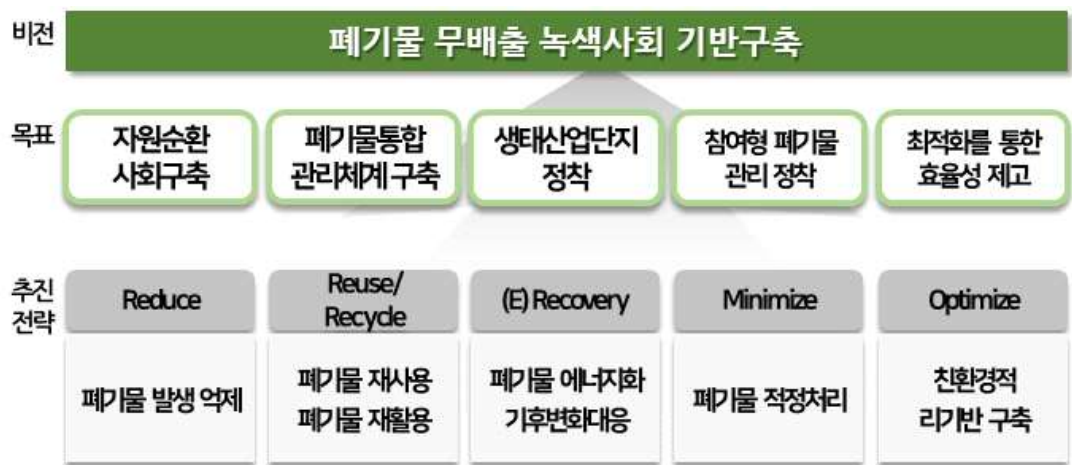 비전
폐기물 무배출 녹색사회 기반구축
목표
자원순환
사회구축
폐기물통합
관리체계 구축
생태산업단지
정착
참여형 폐기물
관리 정착
최적화를 통한
효율성 제고
추진
전략
Reduce
Reuse/
Recycle
(E) Recovery
Minimize
Optimize
폐기물 발생 억제
폐기물 재사용
폐기물 재활용
폐기물 에너지화
기후변화대응
폐기물 적정처리
친환경적
리기반 구축